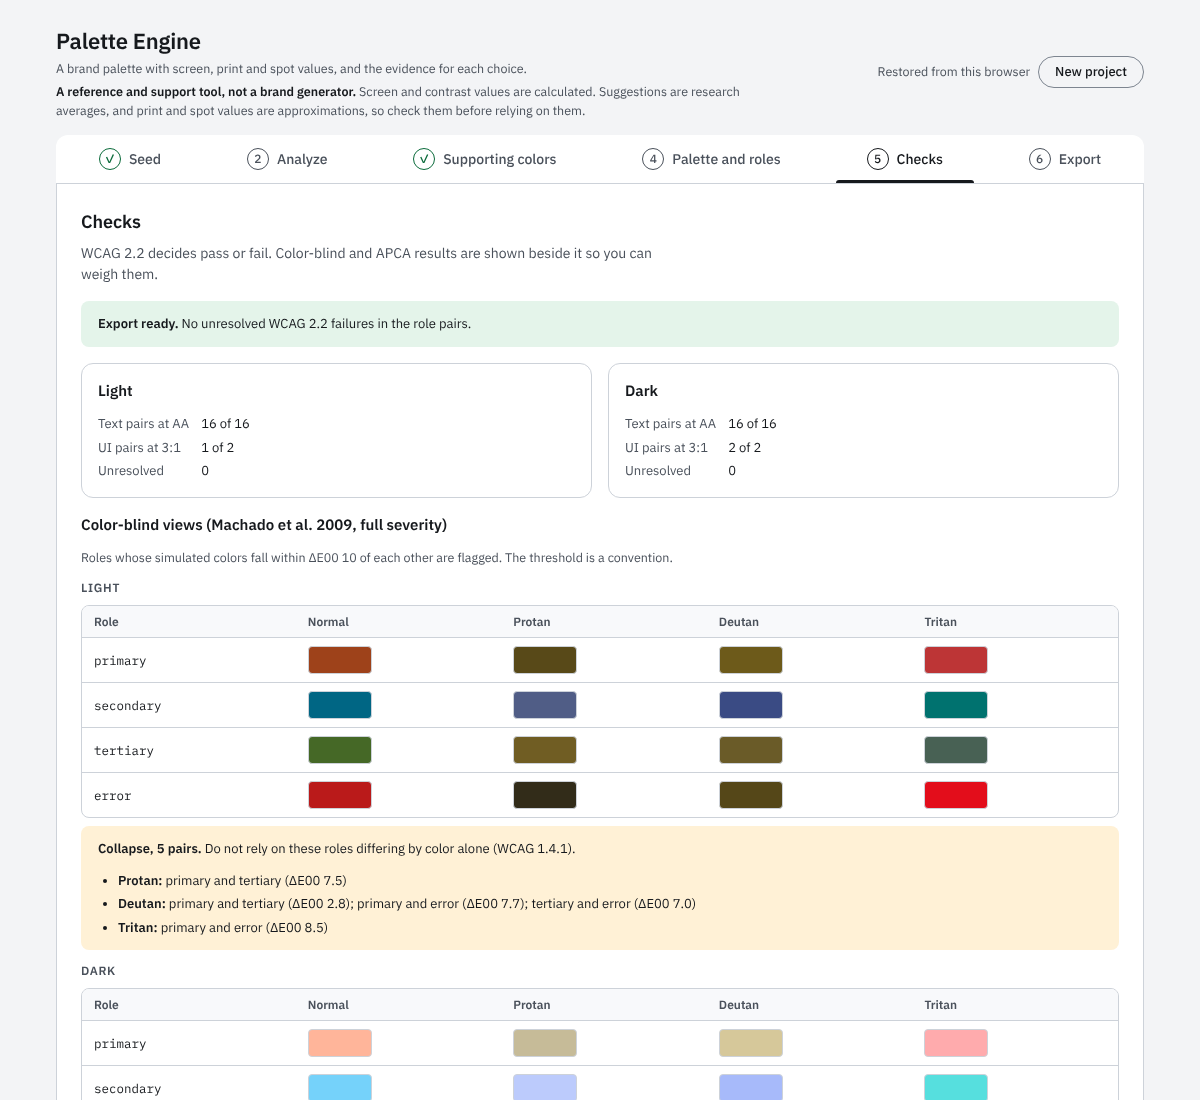 Palette Engine
A brand palette with screen, print and spot values, and the evidence for each choice.
A reference and support tool, not a brand generator. Screen and contrast values are calculated. Suggestions are research
averages, and print and spot values are approximations, so check them before relying on them.
Restored from this browser
New project
✓ Seed
2 Analyze
✓ Supporting colors
4 Palette and roles
5 Checks
6 Export
Checks
WCAG 2.2 decides pass or fail. Color-blind and APCA results are shown beside it so you can
weigh them.
Export ready. No unresolved WCAG 2.2 failures in the role pairs.
Light
Text pairs at AA 16 of 16
UI pairs at 3:1 1 of 2
Unresolved 0
Dark
Text pairs at AA 16 of 16
UI pairs at 3:1 2 of 2
Unresolved 0
Color-blind views (Machado et al. 2009, full severity)
Roles whose simulated colors fall within ΔE00 10 of each other are flagged. The threshold is a convention.
LIGHT
Role Normal Protan Deutan Tritan
primary
secondary
tertiary
error
Collapse, 5 pairs. Do not rely on these roles differing by color alone (WCAG 1.4.1).
• Protan: primary and tertiary (ΔE00 7.5)
• Deutan: primary and tertiary (ΔE00 2.8); primary and error (ΔE00 7.7); tertiary and error (ΔE00 7.0)
• Tritan: primary and error (ΔE00 8.5)
DARK
Role Normal Protan Deutan Tritan
primary
secondary